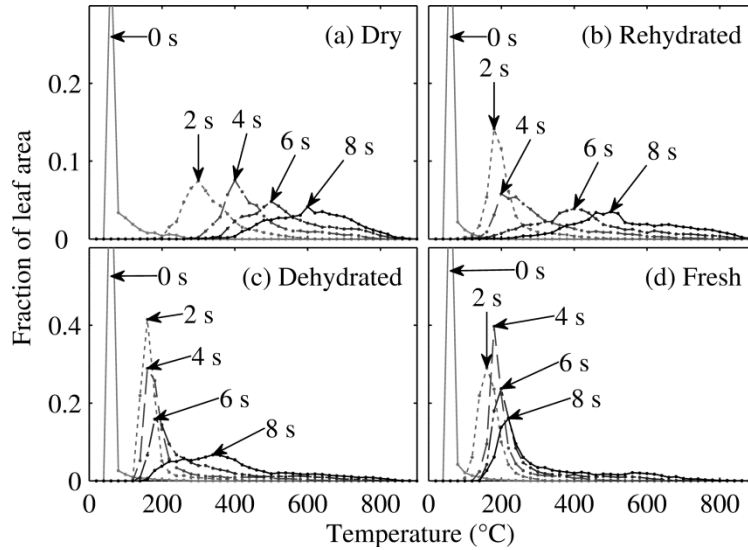 Fraction of leaf area
(a) Dry
0 s
2 s
4 s
6 s
8 s
0.2
0.1
0
(b) Rehydrated
0 s
2 s
4 s
6 s
8 s
(c) Dehydrated
0 s
2 s
4 s
6 s
8 s
0.4
0.2
0
0 200 400 600 800
(d) Fresh
0 s
2 s
4 s
6 s
8 s
0 200 400 600 800
Temperature (°C)